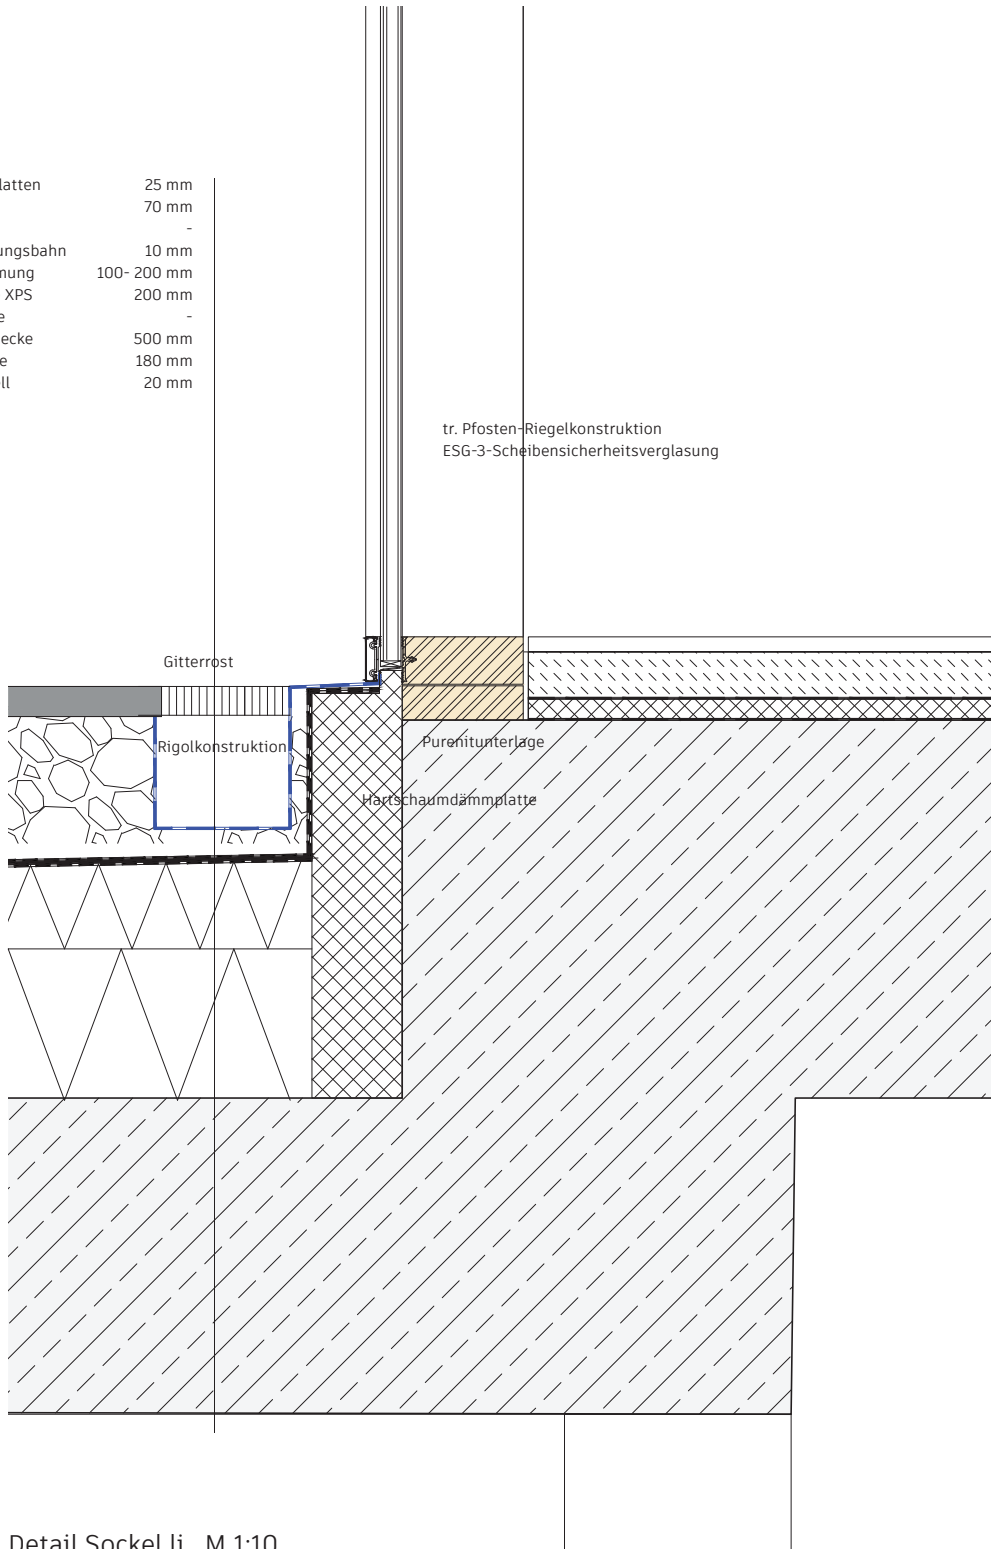 latten 25 mm
70 mm
-
ungsbahn 10 mm
mung 100- 200 mm
XPS 200 mm
e -
ecke 500 mm
e 180 mm
ll 20 mm
tr. Pfosten-Riegelkonstruktion
ESG-3-Scheibensicherheitsverglasung
Gitterrost
Rigolkonstruktion
Purenitunterlage
Hartschaumdämmplatte
Detail Sockel li M 1:10